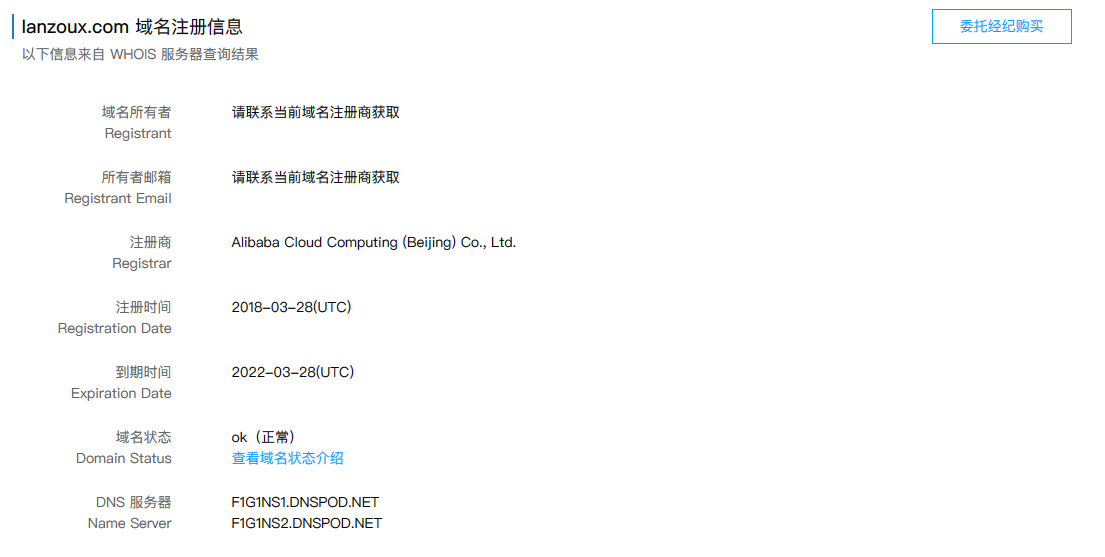 lanzoux.com 域名注册信息
委托经纪购买
以下信息来自 WHOIS 服务器查询结果
域名所有者
请联系当前域名注册商获取
Registrant
所有者邮箱
请联系当前域名注册商获取
Registrant Email
注册商
Alibaba Cloud Computing (Beijing) Co., Ltd.
Registrar
注册时间
2018-03-28(UTC)
Registration Date
到期时间
2022-03-28(UTC)
Expiration Date
域名状态
ok（正常）
Domain Status
查看域名状态介绍
DNS 服务器
F1G1NS1.DNSPOD.NET
Name Server
F1G1NS2.DNSPOD.NET